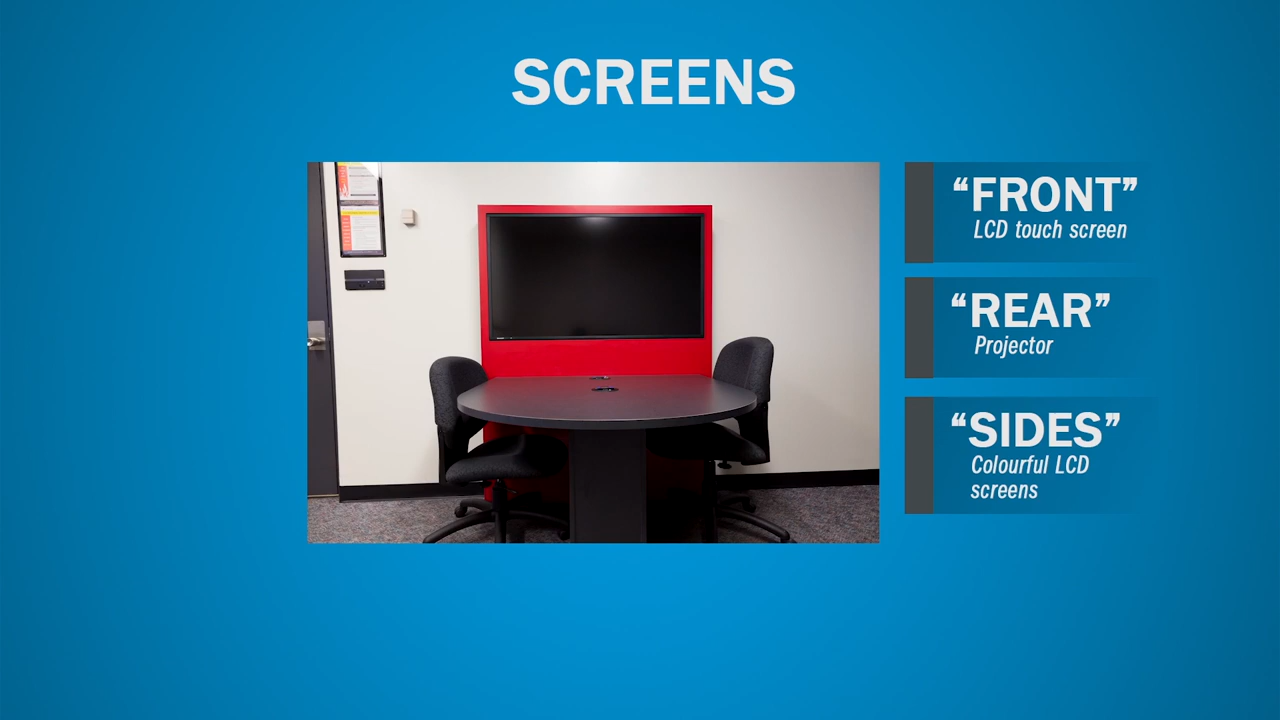 SCREENS
“FRONT”
LCD touch screen
“REAR”
Projector
“SIDES”
Colourful LCD
screens